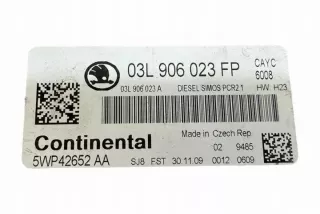 03L 906 023 FP CAYC
6008
03L 906 023 A DIESEL SIMOS PCR2.1 HW: H23
Made in Czech Rep.
Continental 02 9485
5WP42652 AA SJ8 FST 30.11.09 0012 0609